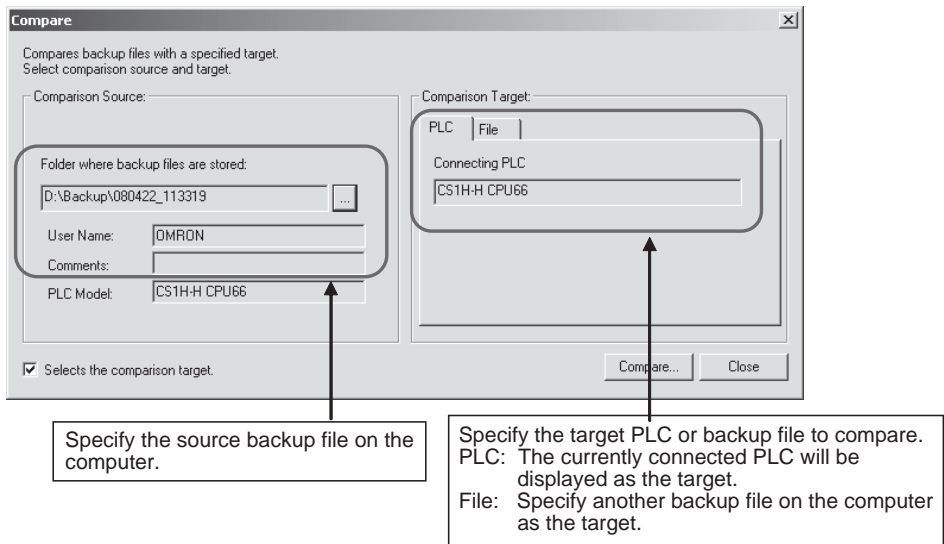 Compare
Compares backup files with a specified target.
Select comparison source and target.
Comparison Source:
Folder where backup files are stored:
D:\Backup\080422_113319
...
User Name: OMRON
Comments:
PLC Model: CS1H-H CPU66
Comparison Target:
PLC File
Connecting PLC
CS1H-H CPU66
Selects the comparison target.
Compare... Close
Specify the source backup file on the
computer.
Specify the target PLC or backup file to compare.
PLC: The currently connected PLC will be
displayed as the target.
File: Specify another backup file on the computer
as the target.